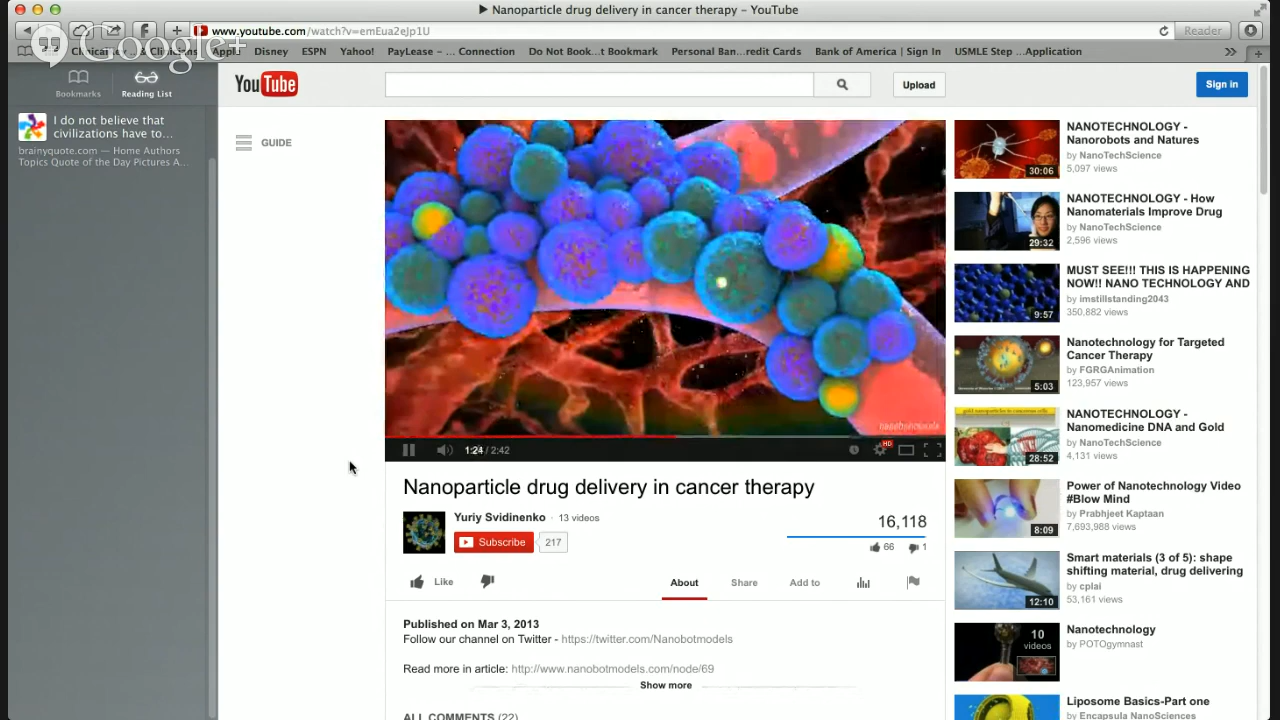 ▶ Nanoparticle drug delivery in cancer therapy – YouTube
www.youtube.com/watch?v=emEua2eJp1U
Reader
Google+
Apple
Disney
ESPN
Yahoo!
PayLease – ... Connection
Do Not Book...t Bookmark
Personal Ban...redit Cards
Bank of America | Sign In
USMLE Step ...Application
Bookmarks
Reading List
I do not believe that
civilizations have to...
brainyquote.com — Home Authors
Topics Quote of the Day Pictures A...
YouTube
Upload
Sign in
GUIDE
nanobotmodels
1:24 / 2:42
HD
Nanoparticle drug delivery in cancer therapy
Yuriy Svidinenko · 13 videos
Subscribe
217
16,118
66
1
Like
About
Share
Add to
Published on Mar 3, 2013
Follow our channel on Twitter - https://twitter.com/Nanobotmodels
Read more in article: http://www.nanobotmodels.com/node/69
Show more
ALL COMMENTS (22)
30:06
NANOTECHNOLOGY -
Nanorobots and Natures
by NanoTechScience
5,097 views
29:32
NANOTECHNOLOGY - How
Nanomaterials Improve Drug
by NanoTechScience
2,596 views
9:57
MUST SEE!!! THIS IS HAPPENING
NOW!! NANO TECHNOLOGY AND
by imstillstanding2043
350,882 views
5:03
Nanotechnology for Targeted
Cancer Therapy
by FGRGAnimation
123,957 views
gold nanoparticles in cancerous cells
28:52
NANOTECHNOLOGY -
Nanomedicine DNA and Gold
by NanoTechScience
4,131 views
8:09
Power of Nanotechnology Video
#Blow Mind
by Prabhjeet Kaptaan
7,693,988 views
12:10
Smart materials (3 of 5): shape
shifting material, drug delivering
by cplai
53,161 views
10
videos
Nanotechnology
by POTOgymnast
Liposome Basics-Part one
by Encapsula NanoSciences